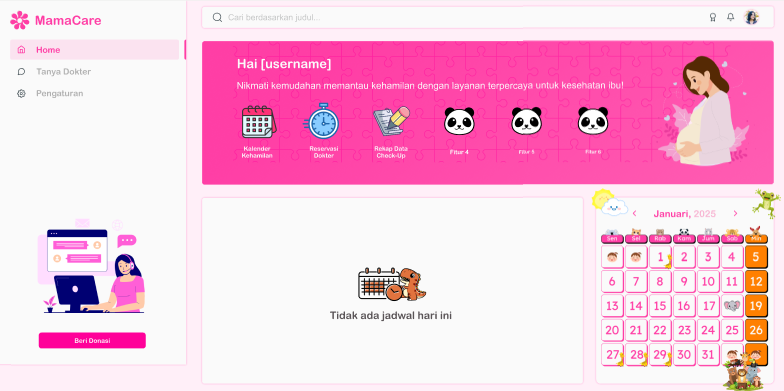 MamaCare
Home
Tanya Dokter
Pengaturan
Beri Donasi
Cari berdasarkan judul...
Hai [username]
Nikmati kemudahan memantau kehamilan dengan layanan terpercaya untuk kesehatan ibu!
Kalender
Kehamilan
Reservasi
Dokter
Rekap Data
Check-Up
Fitur 4
Fitur 5
Fitur 6
Tidak ada jadwal hari ini
Januari, 2025
Sen Sel Rab Kam Jum Sab Min
1 2 3 4 5
6 7 8 9 10 11 12
13 14 15 16 17 19
20 21 22 23 24 25 26
27 28 29 30 31